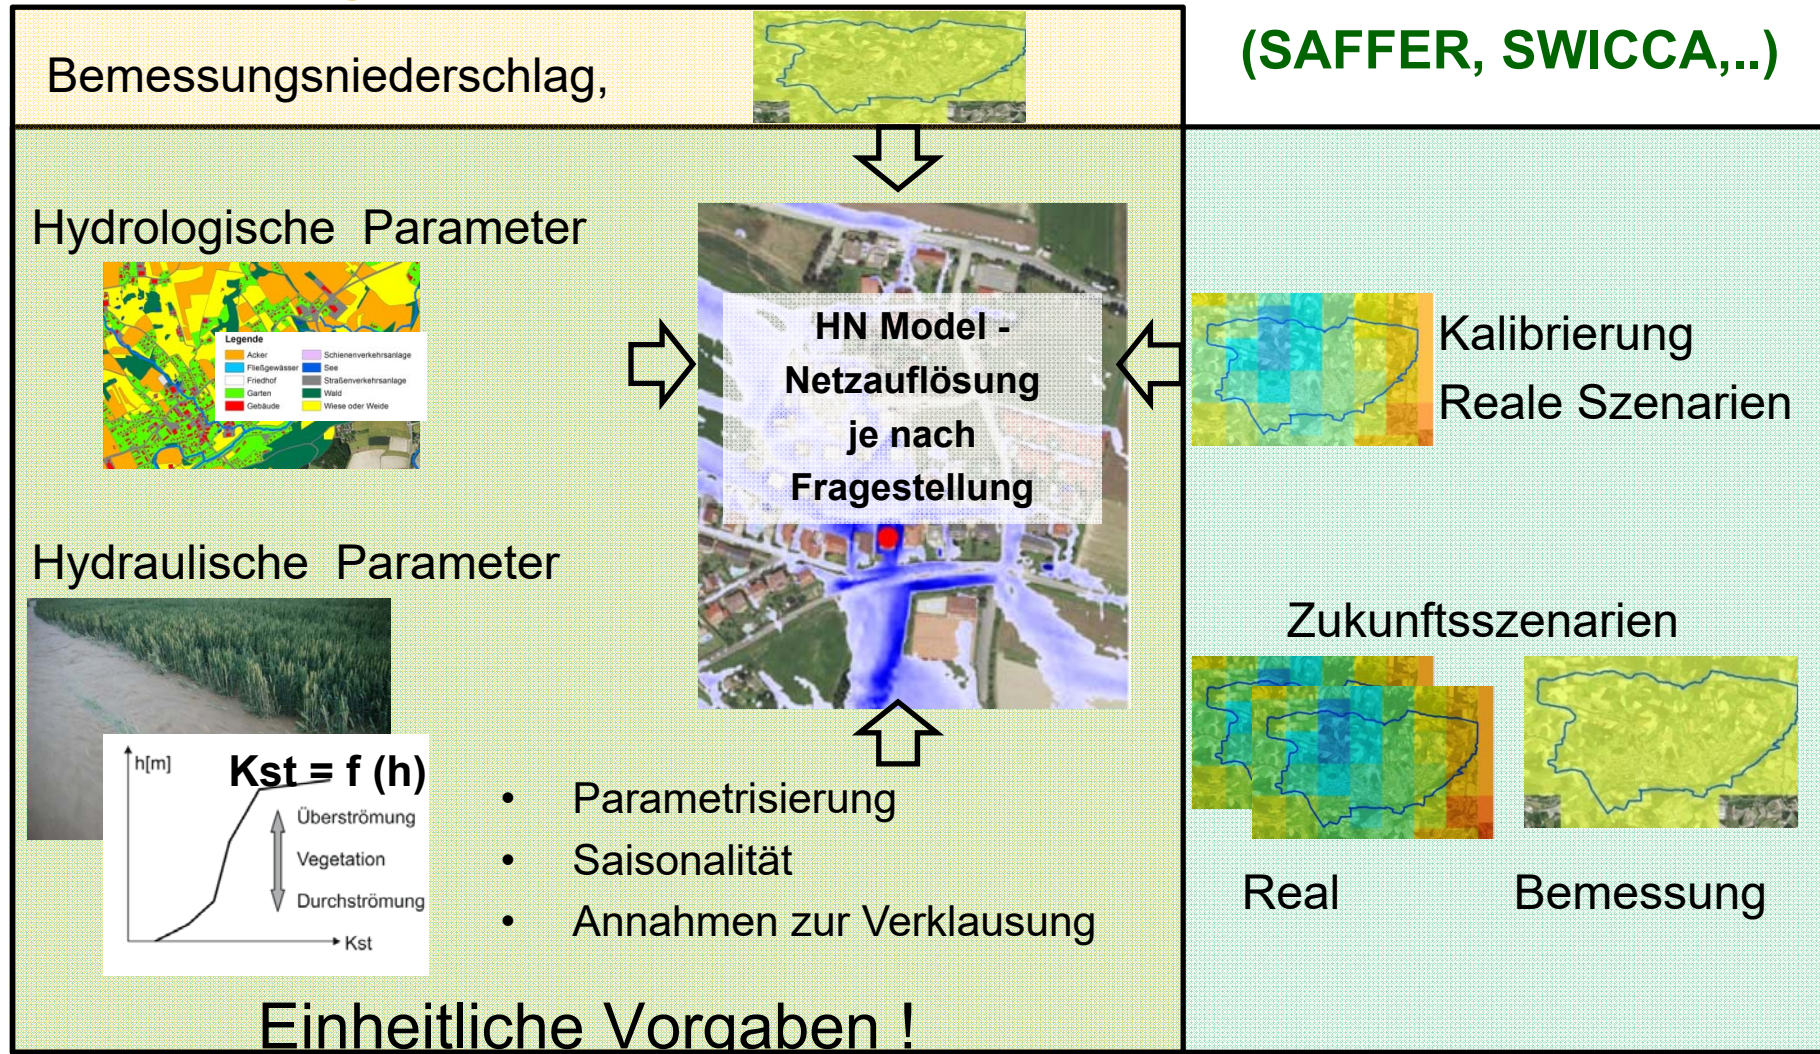 Bemessungsniederschlag,
(SAFFER, SWICCA,..)
Hydrologische Parameter
Legende
Acker
Fließgewässer
Friedhof
Garten
Gebäude
Schienenverkehrsanlage
See
Straßenverkehrsanlage
Wald
Wiese oder Weide
HN Model -
Netzauflösung
je nach
Fragestellung
Kalibrierung
Reale Szenarien
Hydraulische Parameter
h[m]
Kst = f (h)
Überströmung
Vegetation
Durchströmung
Kst
• Parametrisierung
• Saisonalität
• Annahmen zur Verklausung
Zukunftsszenarien
Real
Bemessung
Einheitliche Vorgaben !